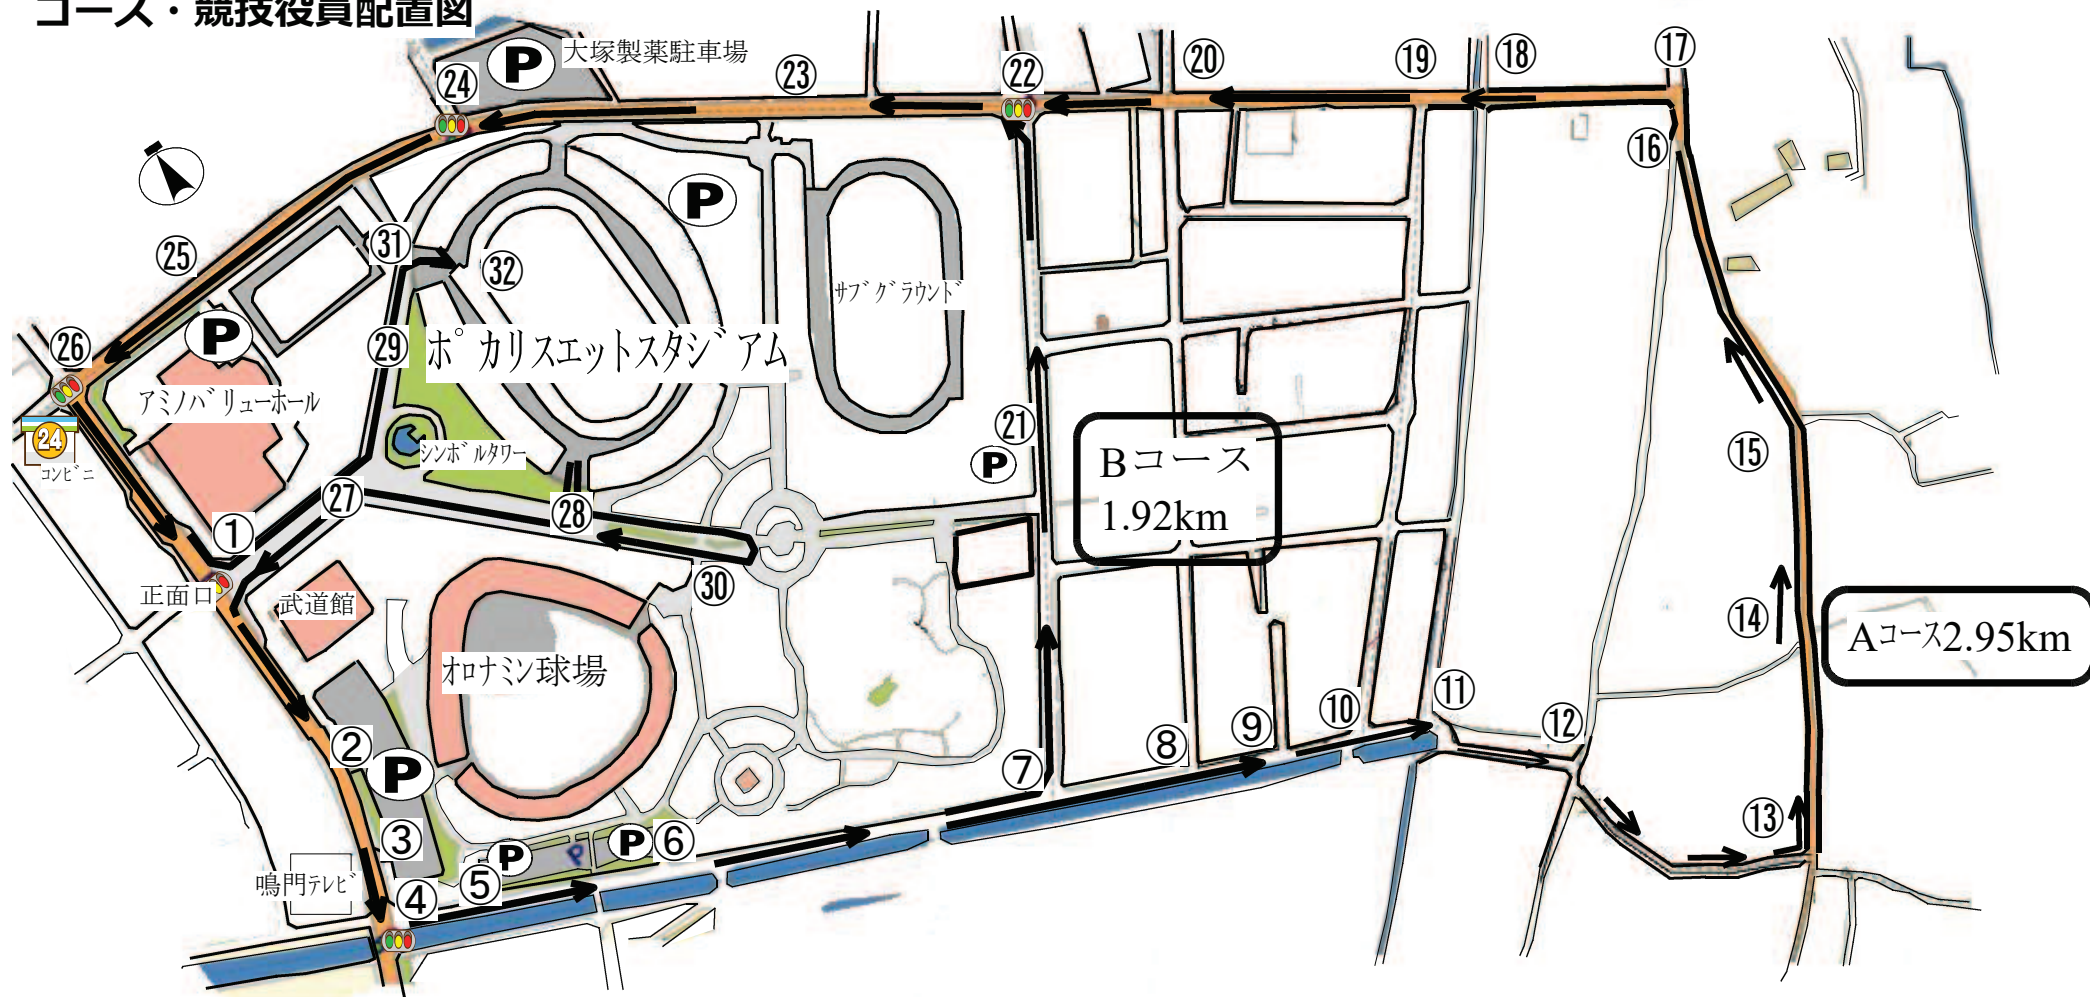 コース・競技役員配置図
P
大塚製薬駐車場
㉔
㉓
㉒
⑳
⑲
⑱
⑰
⑯
P
㉕
㉛
㉜
サブグラウンド
㉖
P
㉙
ポカリスエットスタジアム
アミノバリューホール
24
コンビニ
シンボルタワー
㉑
P
Bコース
1.92km
⑮
㉗
㉘
①
㉚
正面口
武道館
⑭
Aコース2.95km
オロナミン球場
⑪
⑫
⑩
⑨
⑧
⑦
②
P
③
⑬
P
P
P
⑥
⑤
④
鳴門テレビ